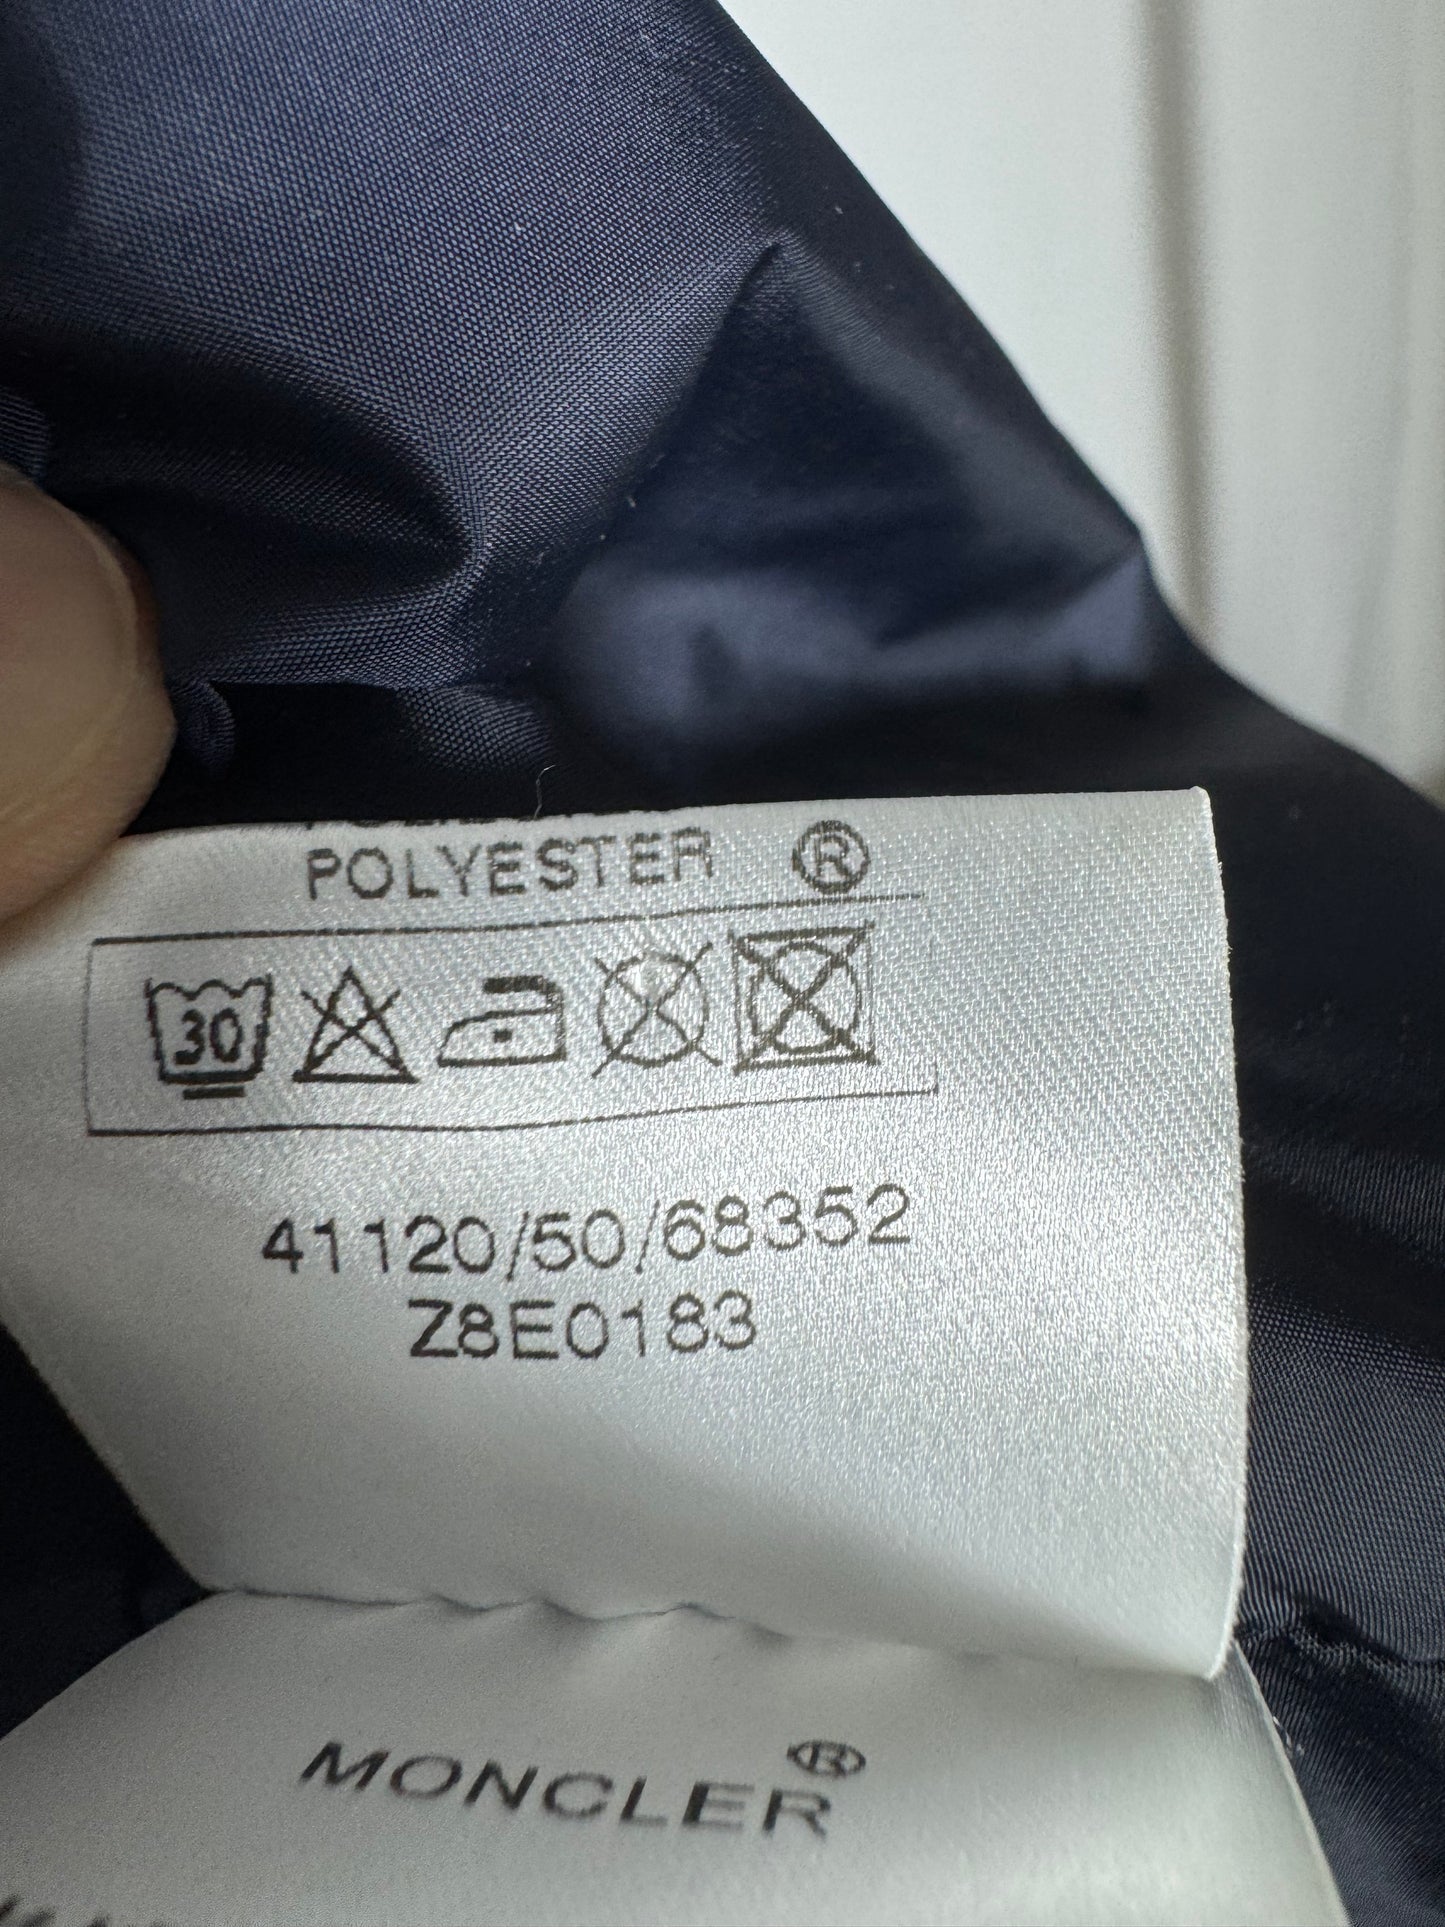 POLYESTER ®
30
41120/50/68352
Z8E0183
MONCLER®